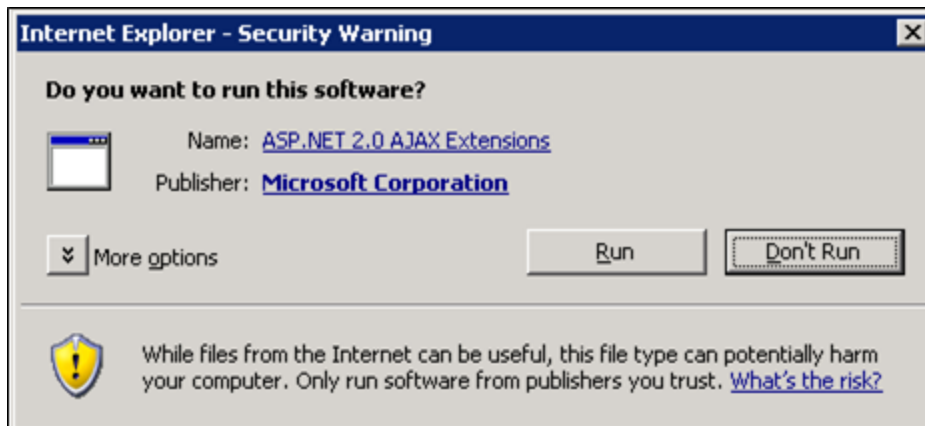 Internet Explorer - Security Warning
Do you want to run this software?
Name: ASP.NET 2.0 AJAX Extensions
Publisher: Microsoft Corporation
More options
Run
Don't Run
While files from the Internet can be useful, this file type can potentially harm
your computer. Only run software from publishers you trust. What's the risk?